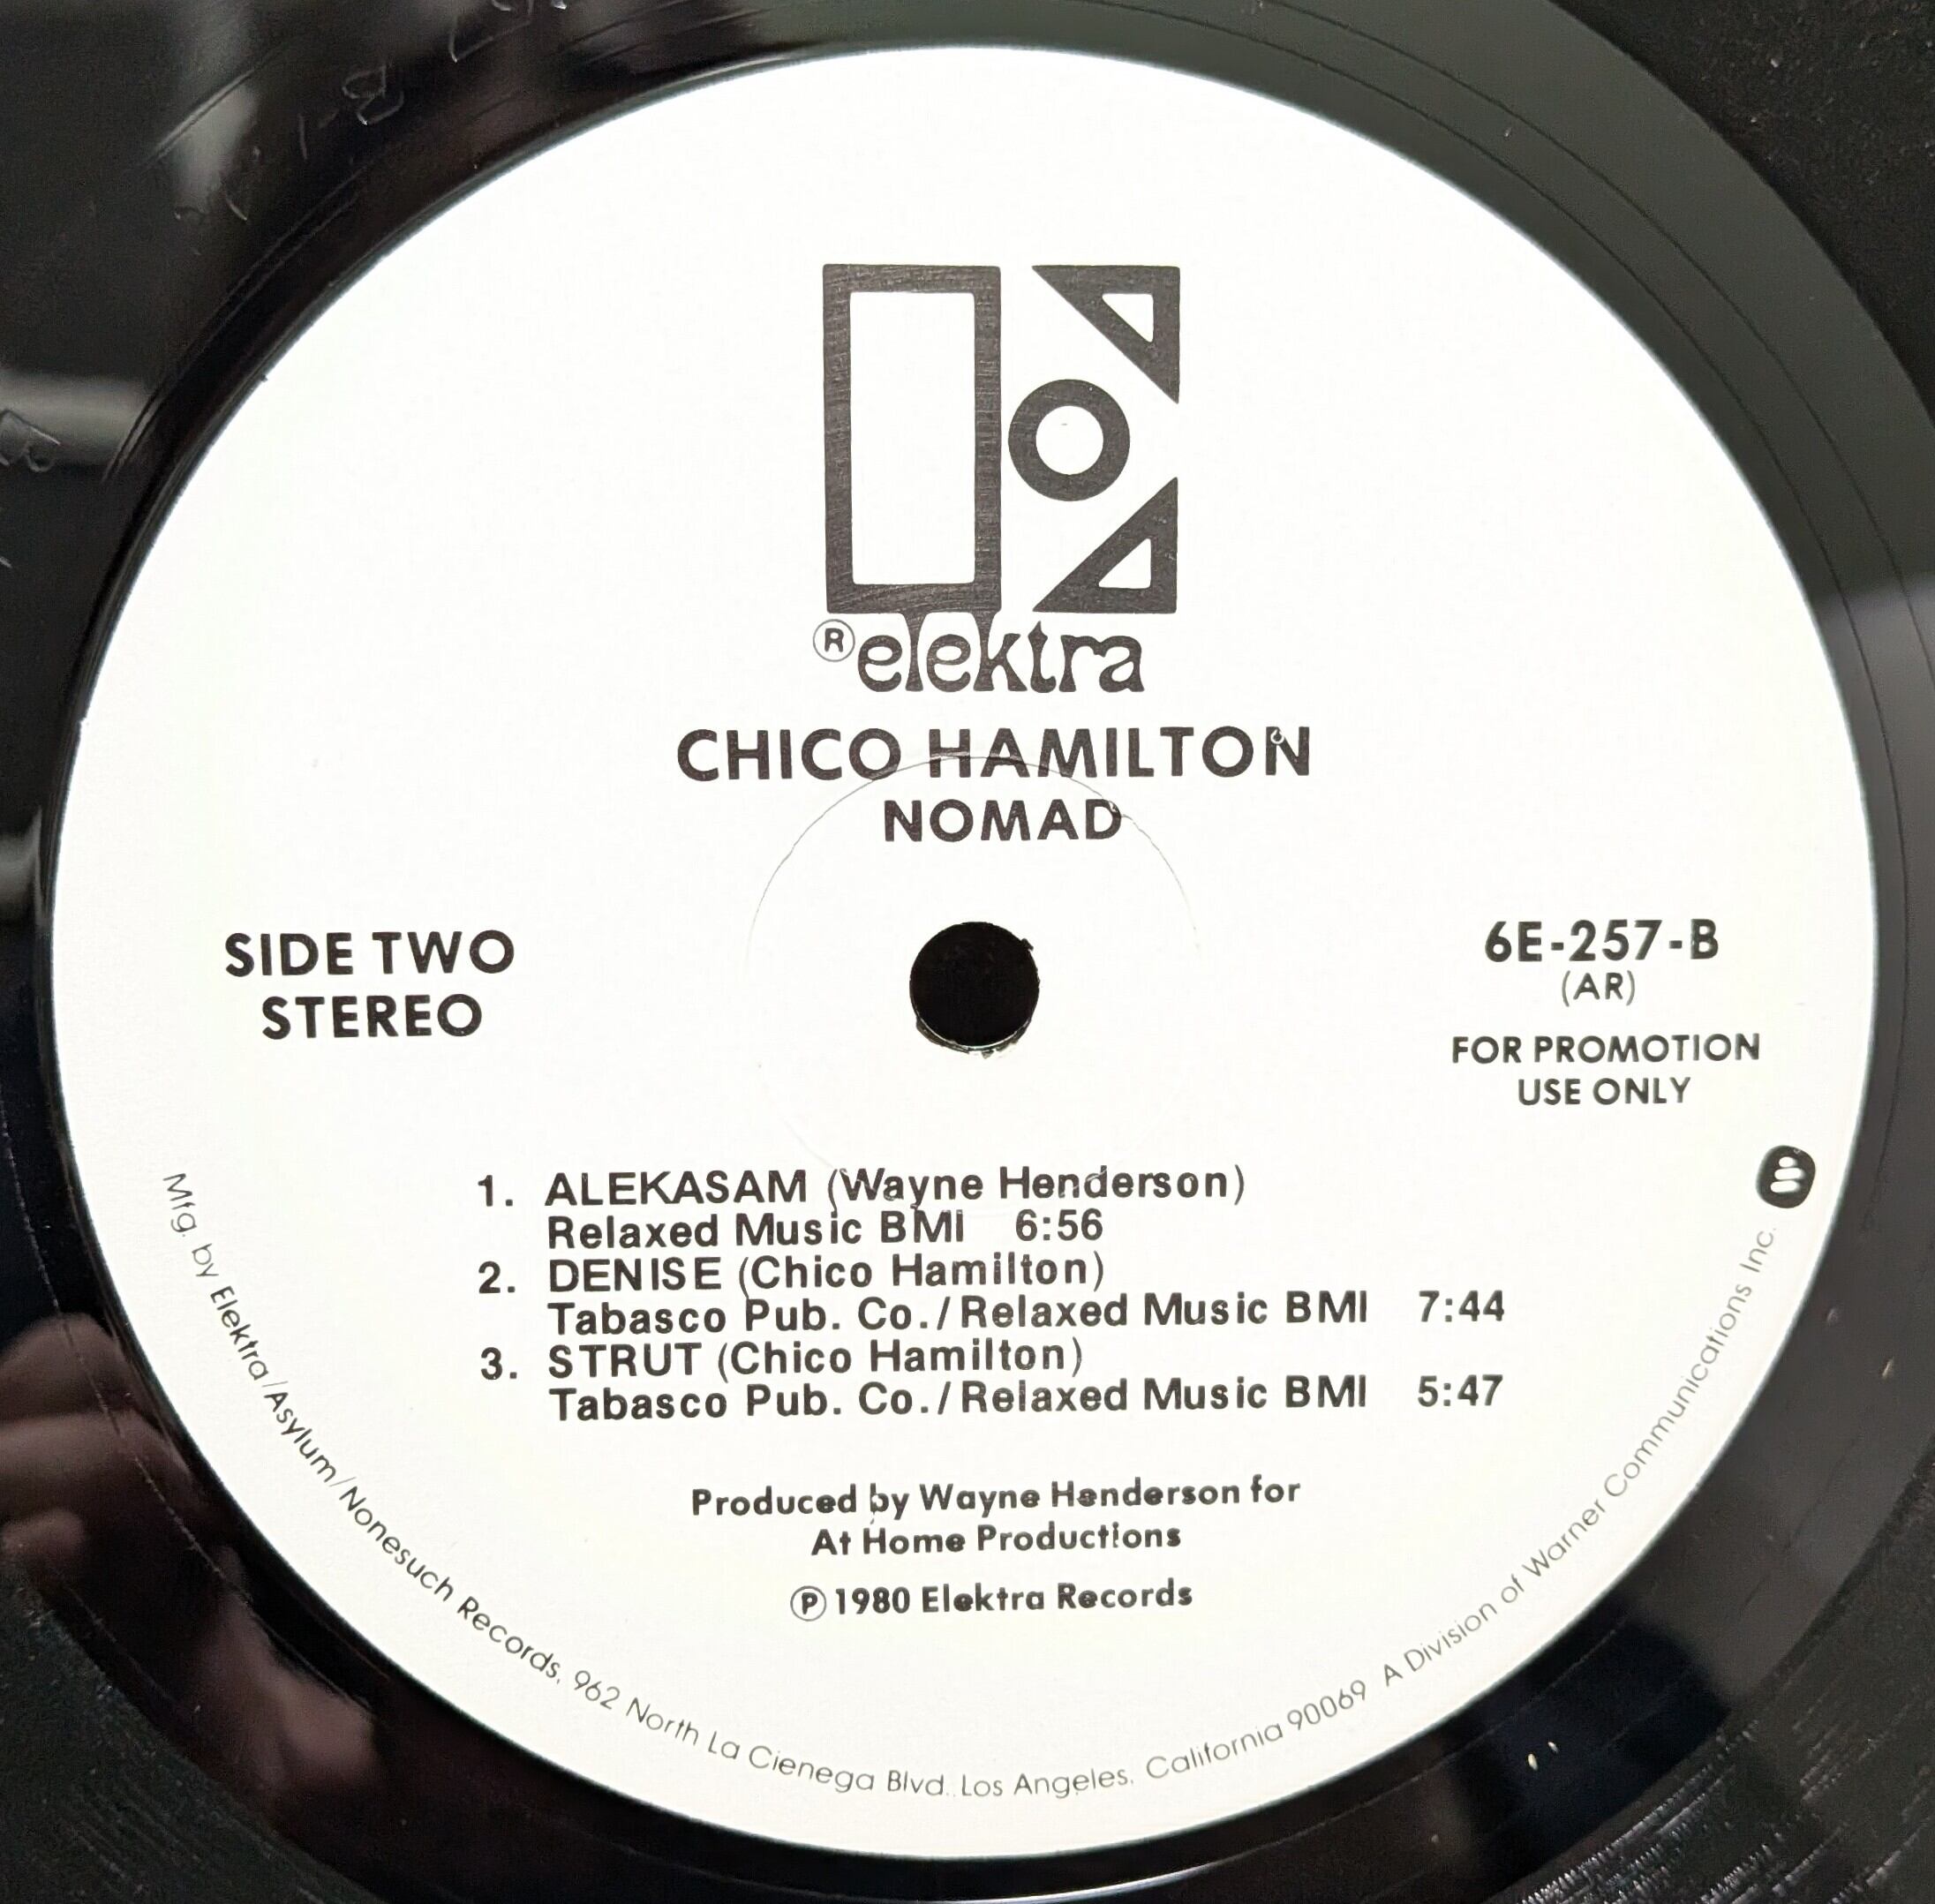 ®elektra
CHICO HAMILTON
NOMAD
SIDE TWO
STEREO
6E-257-B
(AR)
FOR PROMOTION
USE ONLY
1. ALEKASAM (Wayne Henderson)
Relaxed Music BMI 6:56
2. DENISE (Chico Hamilton)
Tabasco Pub. Co./Relaxed Music BMI 7:44
3. STRUT (Chico Hamilton)
Tabasco Pub. Co./Relaxed Music BMI 5:47
Produced by Wayne Henderson for
At Home Productions
℗ 1980 Elektra Records
Mfg. by Elektra/Asylum/Nonesuch Records, 962 North La Cienega Blvd., Los Angeles, California 90069 A Division of Warner Communications Inc.